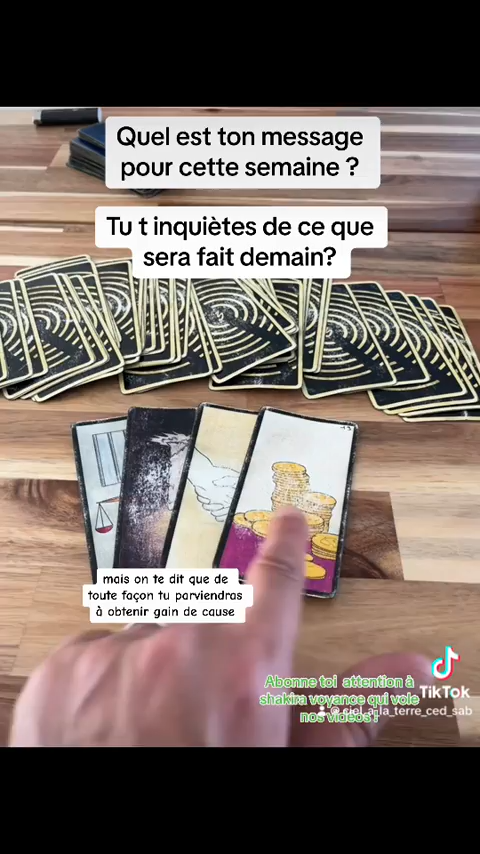 Quel est ton message
pour cette semaine ?
Tu t inquiètes de ce que
sera fait demain?
mais on te dit que de
toute façon tu parviendras
à obtenir gain de cause
Abonne toi attention à
shakira voyance qui vole
nos vidéos !
TikTok
@ciel_a_la_terre_ced_sab